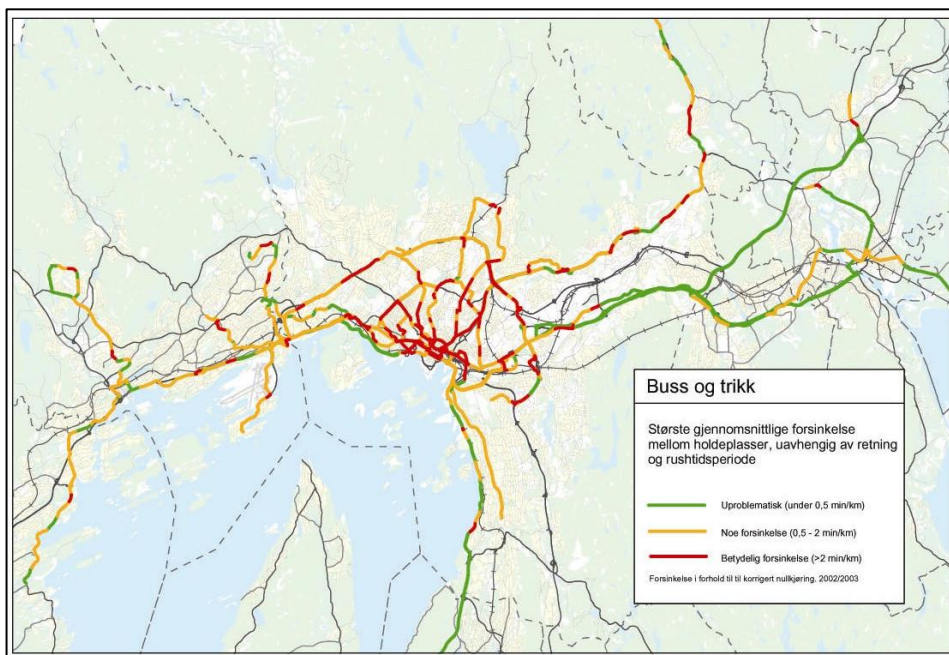 Buss og trikk
Største gjennomsnittlige forsinkelse
mellom holdeplasser, uavhengig av retning
og rushtidsperiode
Uproblematisk (under 0,5 min/km)
Noe forsinkelse (0,5 - 2 min/km)
Betydelig forsinkelse (>2 min/km)
Forsinkelse i forhold til til korrigert nullkjøring. 2002/2003